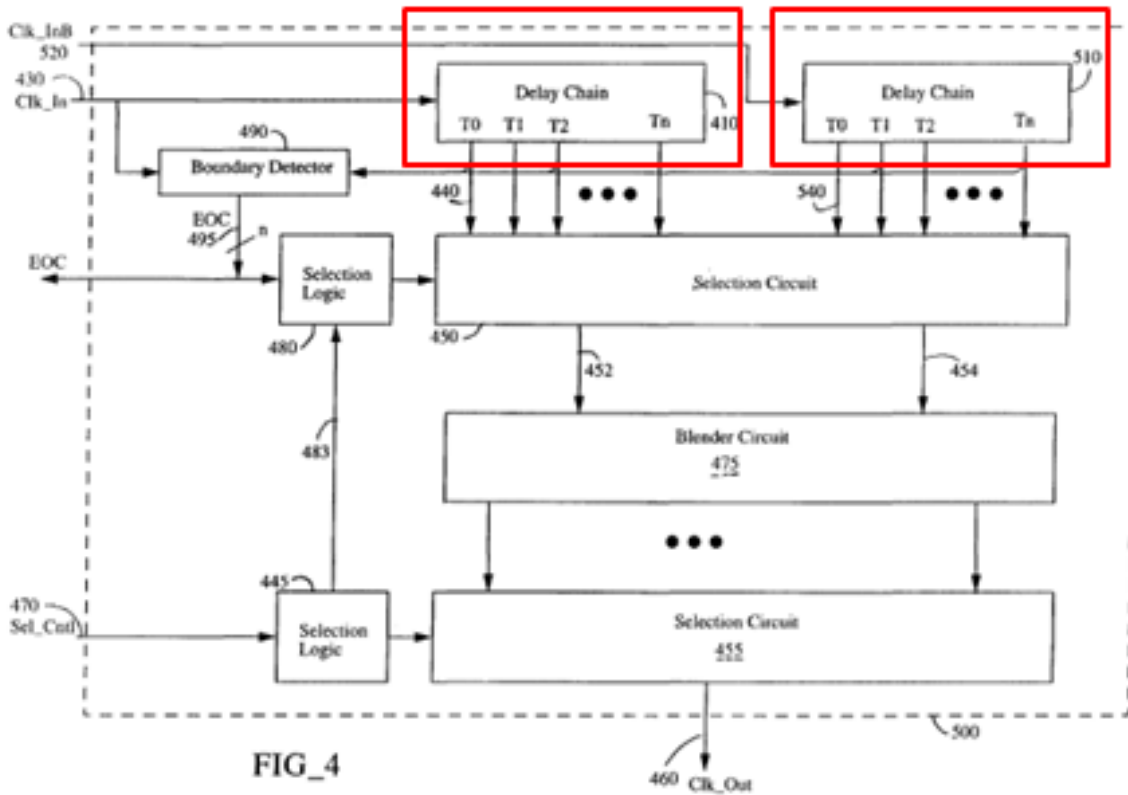 Clk_InB
520
430
Clk_In
Delay Chain
T0 T1 T2 Tn
410
Delay Chain
T0 T1 T2 Tn
510
490
Boundary Detector
440
540
EOC
495
n
EOC
Selection
Logic
480
Selection Circuit
450
452
454
483
Blender Circuit
475
445
470
Sel_Cntl
Selection
Logic
Selection Circuit
455
500
FIG_4
460
Clk_Out